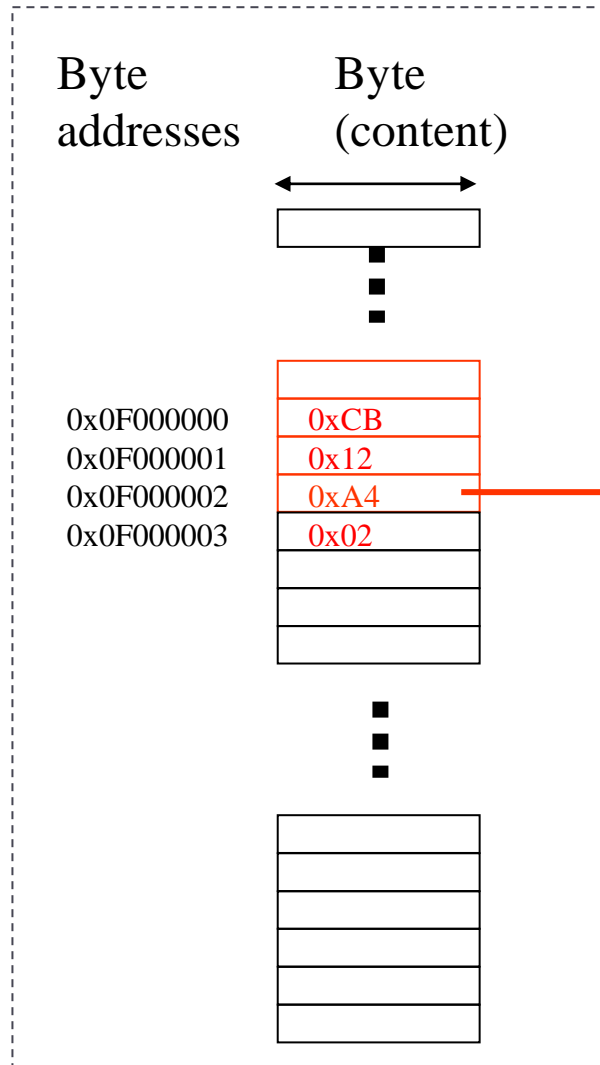 Byte addresses
Byte (content)
0x0F000000 0xCB
0x0F000001 0x12
0x0F000002 0xA4
0x0F000003 0x02